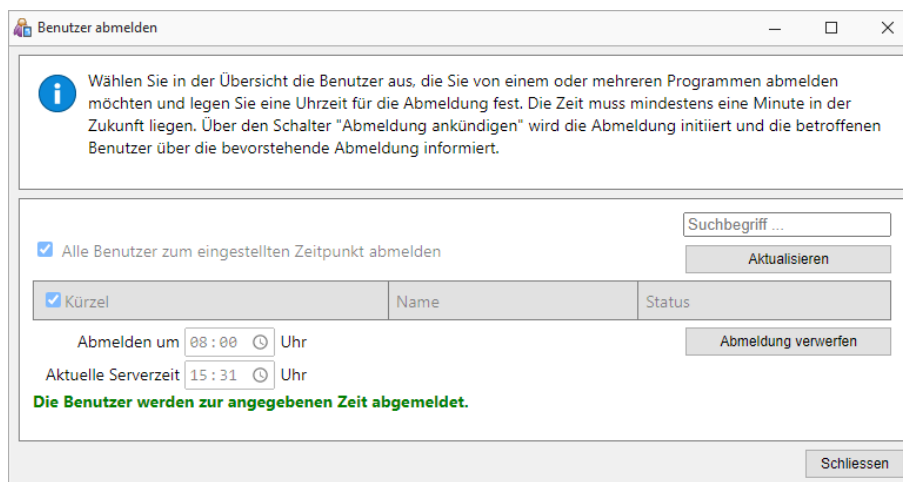 Benutzer abmelden
Wählen Sie in der Übersicht die Benutzer aus, die Sie von einem oder mehreren Programmen abmelden
möchten und legen Sie eine Uhrzeit für die Abmeldung fest. Die Zeit muss mindestens eine Minute in der
Zukunft liegen. Über den Schalter "Abmeldung ankündigen" wird die Abmeldung initiiert und die betroffenen
Benutzer über die bevorstehende Abmeldung informiert.
Suchbegriff ...
Alle Benutzer zum eingestellten Zeitpunkt abmelden
Aktualisieren
Kürzel Name Status
Abmelden um 08:00 Uhr Abmeldung verwerfen
Aktuelle Serverzeit 15:31 Uhr
Die Benutzer werden zur angegebenen Zeit abgemeldet.
Schliessen